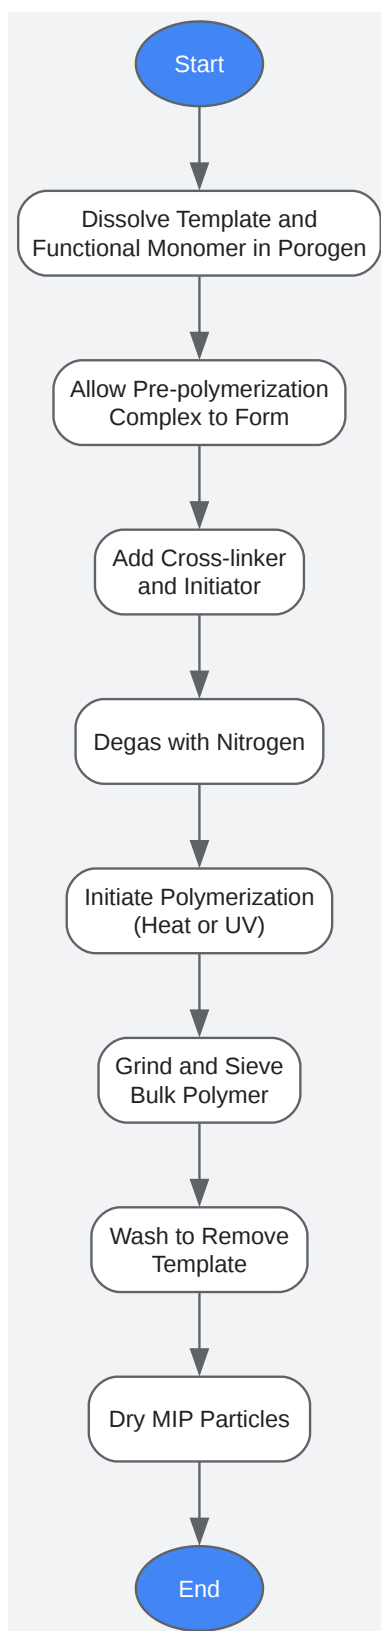 Start
Dissolve Template and
Functional Monomer in Porogen
Allow Pre-polymerization
Complex to Form
Add Cross-linker
and Initiator
Degas with Nitrogen
Initiate Polymerization
(Heat or UV)
Grind and Sieve
Bulk Polymer
Wash to Remove
Template
Dry MIP Particles
End